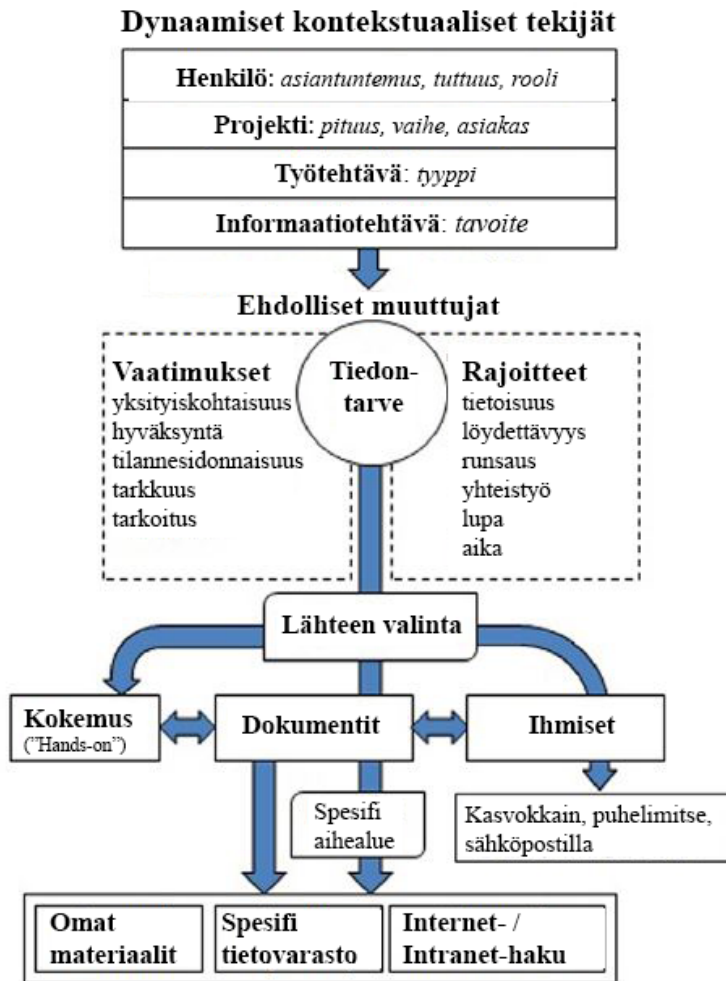 Dynaamiset kontekstuaaliset tekijät
Henkilö: asiantuntemus, tuttuus, rooli
Projekti: pituus, vaihe, asiakas
Työtehtävä: tyyppi
Informaatiotehtävä: tavoite
Ehdolliset muuttujat
Vaatimukset
yksityiskohtaisuus
hyväksyntä
tilannesidonnaisuus
tarkkuus
tarkoitus
Tiedon-
tarve
Rajoitteet
tietoisuus
löydettävyys
runsaus
yhteistyö
lupa
aika
Lähteen valinta
Kokemus
("Hands-on")
Dokumentit
Ihmiset
Spesifi
aihealue
Kasvokkain, puhelimitse,
sähköpostilla
Omat
materiaalit
Spesifi
tietovarasto
Internet- /
Intranet-haku